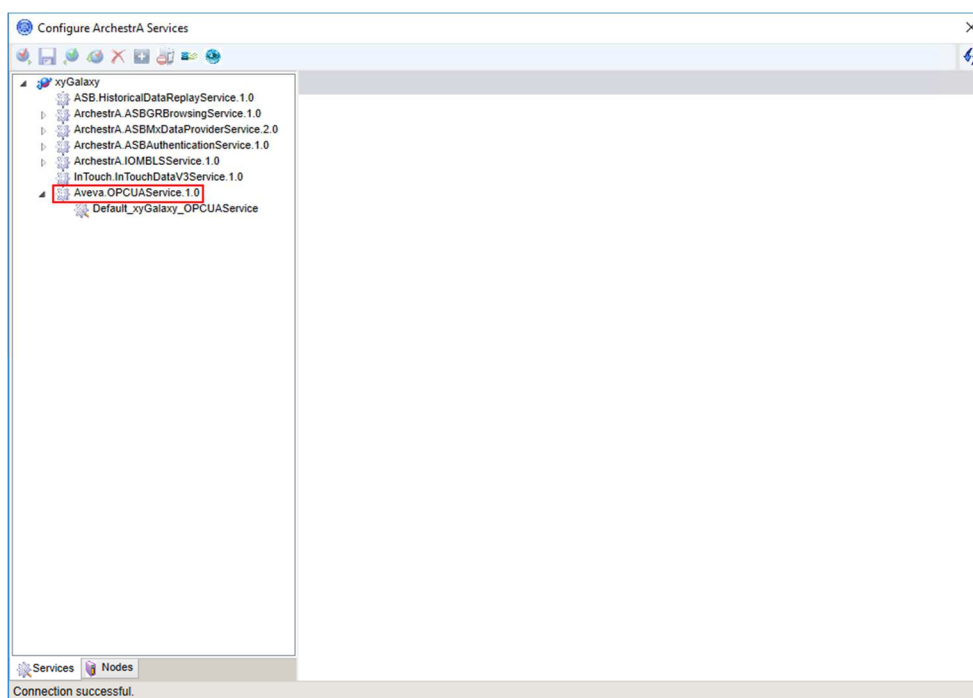 Configure ArchestrA Services
xyGalaxy
ASB.HistoricalDataReplayService.1.0
ArchestrA.ASBGRBrowsingService.1.0
ArchestrA.ASBMxDataProviderService.2.0
ArchestrA.ASBAuthenticationService.1.0
ArchestrA.IOMBLSService.1.0
InTouch.InTouchDataV3Service.1.0
Aveva.OPCUAService.1.0
Default_xyGalaxy_OPCUAService
Services Nodes
Connection successful.